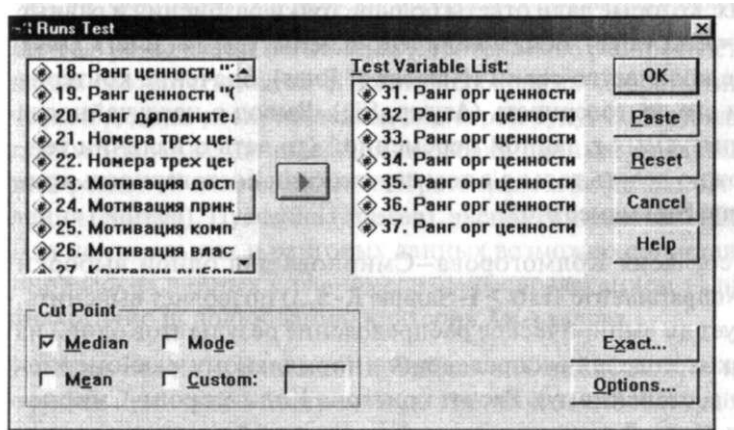 Runs Test
18. Ранг ценности "
19. Ранг ценности "(
20. Ранг дополнител
21. Номера трех цен
22. Номера трех цен
23. Мотивация дост
24. Мотивация прин
25. Мотивация комп
26. Мотивация влас
27. Критерии
Test Variable List:
31. Ранг орг ценности
32. Ранг орг ценности
33. Ранг орг ценности
34. Ранг орг ценности
35. Ранг орг ценности
36. Ранг орг ценности
37. Ранг орг ценности
OK
Paste
Reset
Cancel
Help
Cut Point
Median
Mode
Mean
Custom:
Exact...
Options...